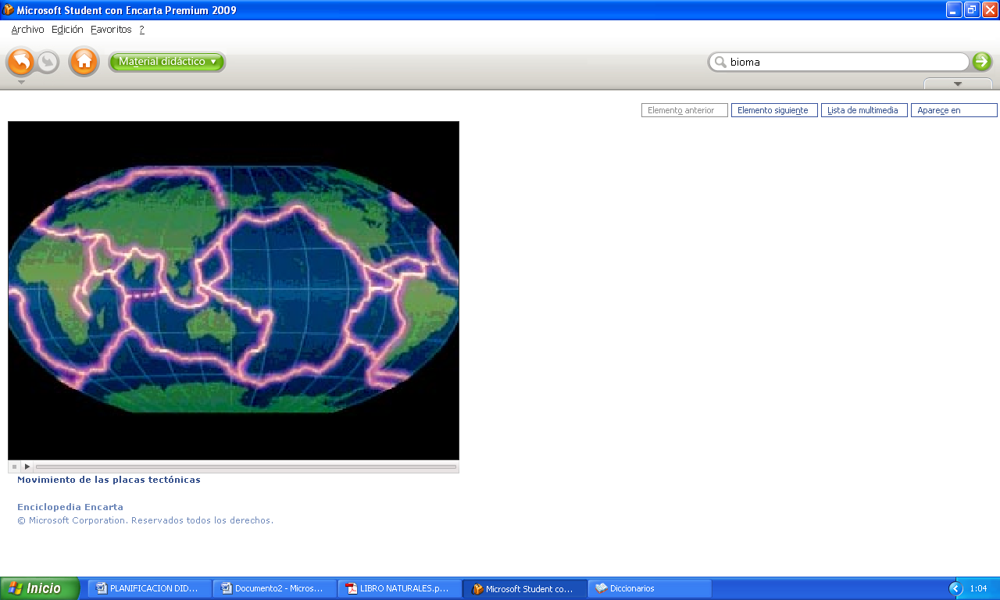 Microsoft Student con Encarta Premium 2009
Archivo Edición Favoritos ?
Material didáctico
bioma
Elemento anterior
Elemento siguiente
Lista de multimedia
Aparece en
Movimiento de las placas tectónicas
Enciclopedia Encarta
© Microsoft Corporation. Reservados todos los derechos.
Inicio
PLANIFICACION DID...
Documento2 - Micros...
LIBRO NATURALES.p...
Microsoft Student co...
Diccionarios
1:04